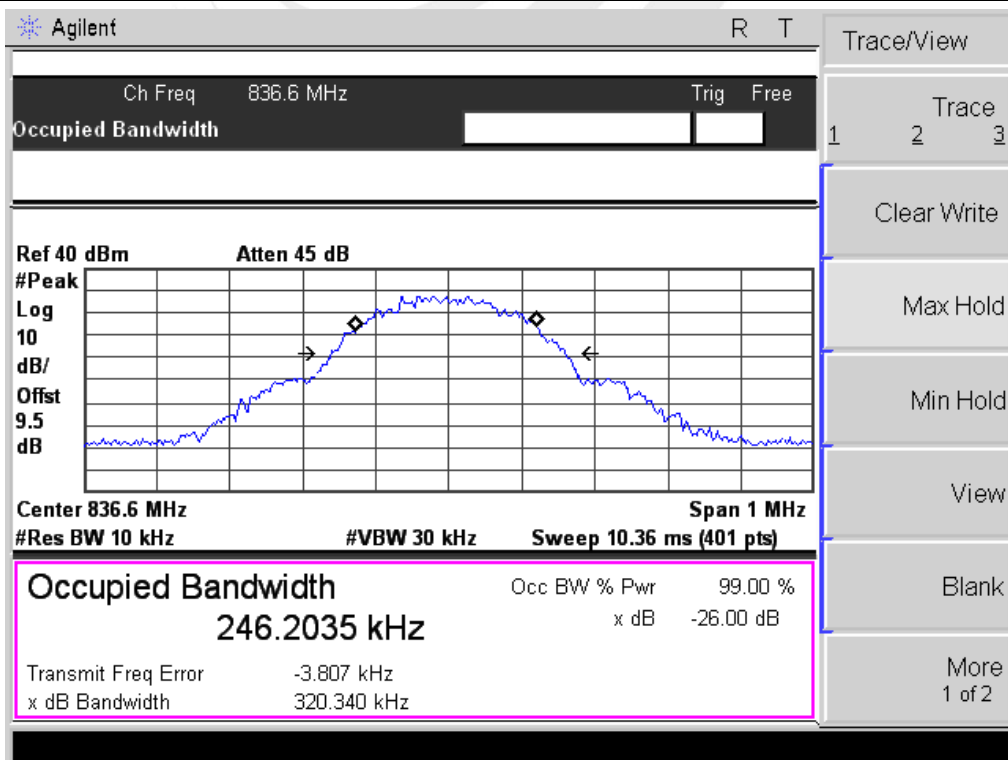 Agilent R T
Ch Freq 836.6 MHz Trig Free
Occupied Bandwidth
Ref 40 dBm Atten 45 dB
#Peak
Log
10
dB/
Offst
9.5
dB
Center 836.6 MHz Span 1 MHz
#Res BW 10 kHz #VBW 30 kHz Sweep 10.36 ms (401 pts)
Occupied Bandwidth
246.2035 kHz
Occ BW % Pwr 99.00 %
x dB -26.00 dB
Transmit Freq Error -3.807 kHz
x dB Bandwidth 320.340 kHz
Trace/View
Trace
1 2 3
Clear Write
Max Hold
Min Hold
View
Blank
More
1 of 2